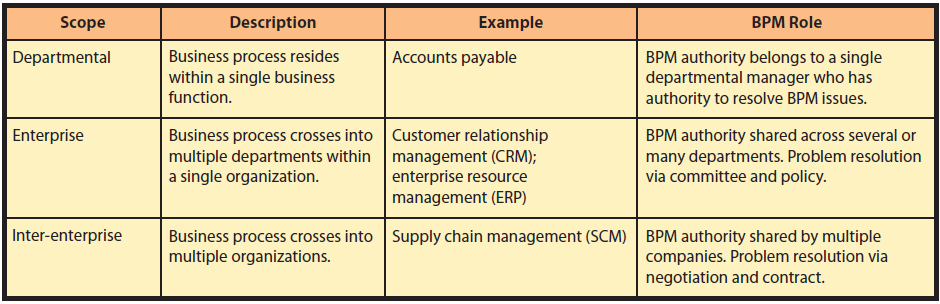 Scope Description Example BPM Role
Departmental Business process resides Accounts payable BPM authority belongs to a single
within a single business departmental manager who has
function. authority to resolve BPM issues.
Enterprise Business process crosses into Customer relationship BPM authority shared across several or
multiple departments within management (CRM); many departments. Problem resolution
a single organization. enterprise resource via committee and policy.
management (ERP)
Inter-enterprise Business process crosses into Supply chain management (SCM) BPM authority shared by multiple
multiple organizations. companies. Problem resolution via
negotiation and contract.